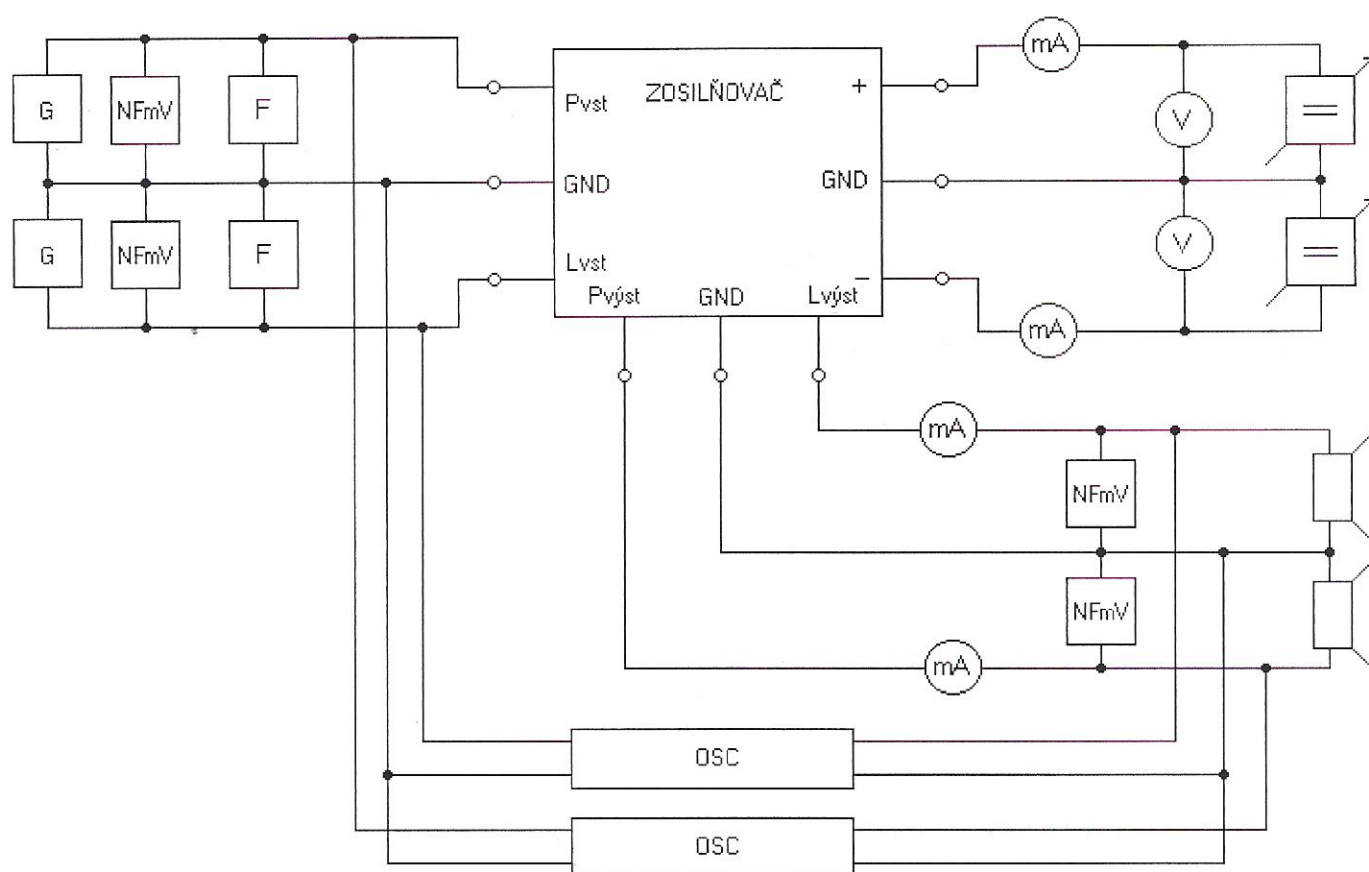 mA
G
NFmV
F
Pvst
ZOSILŇOVAČ
+
V
=
GND
GND
G
NFmV
F
V
=
Lvst
–
Pvýst
GND
Lvýst
mA
mA
NFmV
NFmV
mA
OSC
OSC